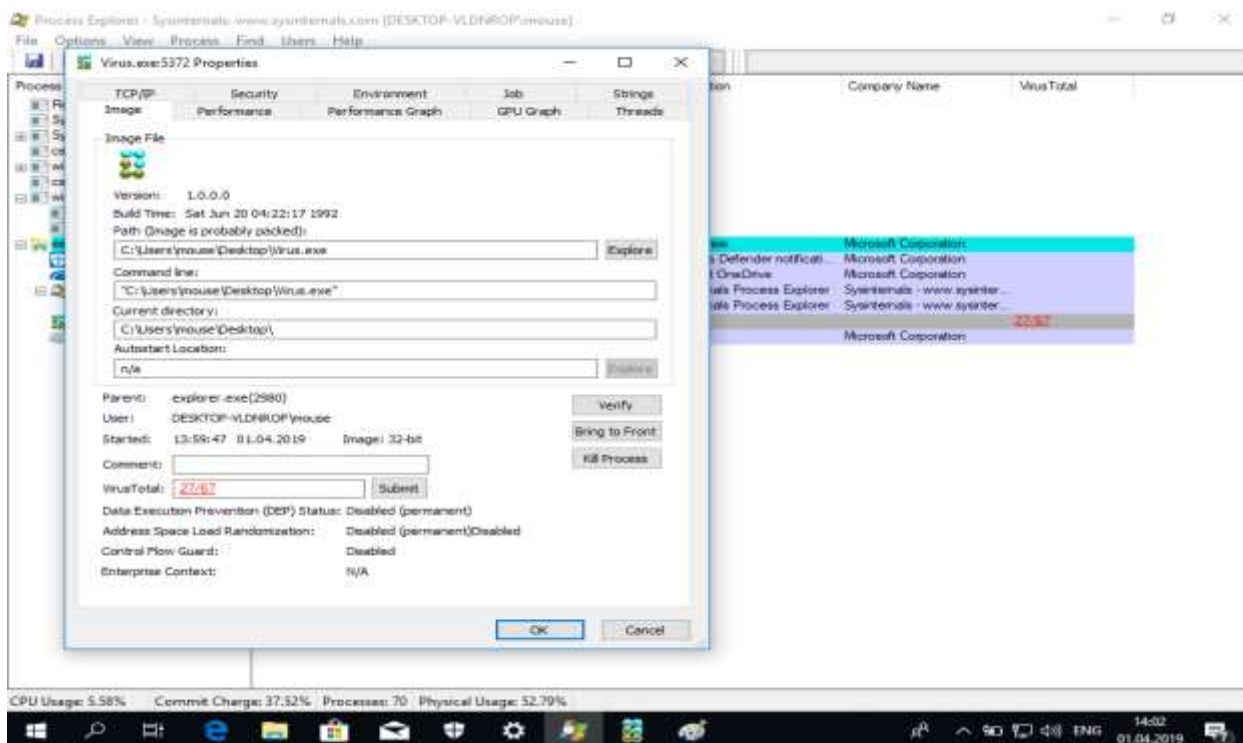 Process Explorer - Sysinternals: www.sysinternals.com [DESKTOP-VLDNROP\mouse]
File Options View Process Find Users Help
Virus.exe:5372 Properties
Process
Company Name
VirusTotal
TCP/IP Security Environment Job Strings
Image Performance Performance Graph GPU Graph Threads
Image File
Version: 1.0.0.0
Build Time: Sat Jun 20 04:22:17 1992
Path (Image is probably packed):
C:\Users\mouse\Desktop\Virus.exe Explore
Command line:
"C:\Users\mouse\Desktop\Virus.exe"
Current directory:
C:\Users\mouse\Desktop\
Autostart Location:
n/a Explore
Parent: explorer.exe(2980)
User: DESKTOP-VLDNROP\mouse
Started: 13:59:47 01.04.2019 Image: 32-bit
Comment:
VirusTotal: 27/67 Submit
Verify
Bring to Front
Kill Process
Data Execution Prevention (DEP) Status: Disabled (permanent)
Address Space Load Randomization: Disabled (permanent)Disabled
Control Flow Guard: Disabled
Enterprise Context: N/A
OK Cancel
Microsoft Corporation
s Defender notificati... Microsoft Corporation
t OneDrive Microsoft Corporation
als Process Explorer Sysinternals - www.sysinter...
als Process Explorer Sysinternals - www.sysinter...
27/67
Microsoft Corporation
CPU Usage: 5.58% Commit Charge: 37.52% Processes: 70 Physical Usage: 52.79%
ENG
14:02
01.04.2019